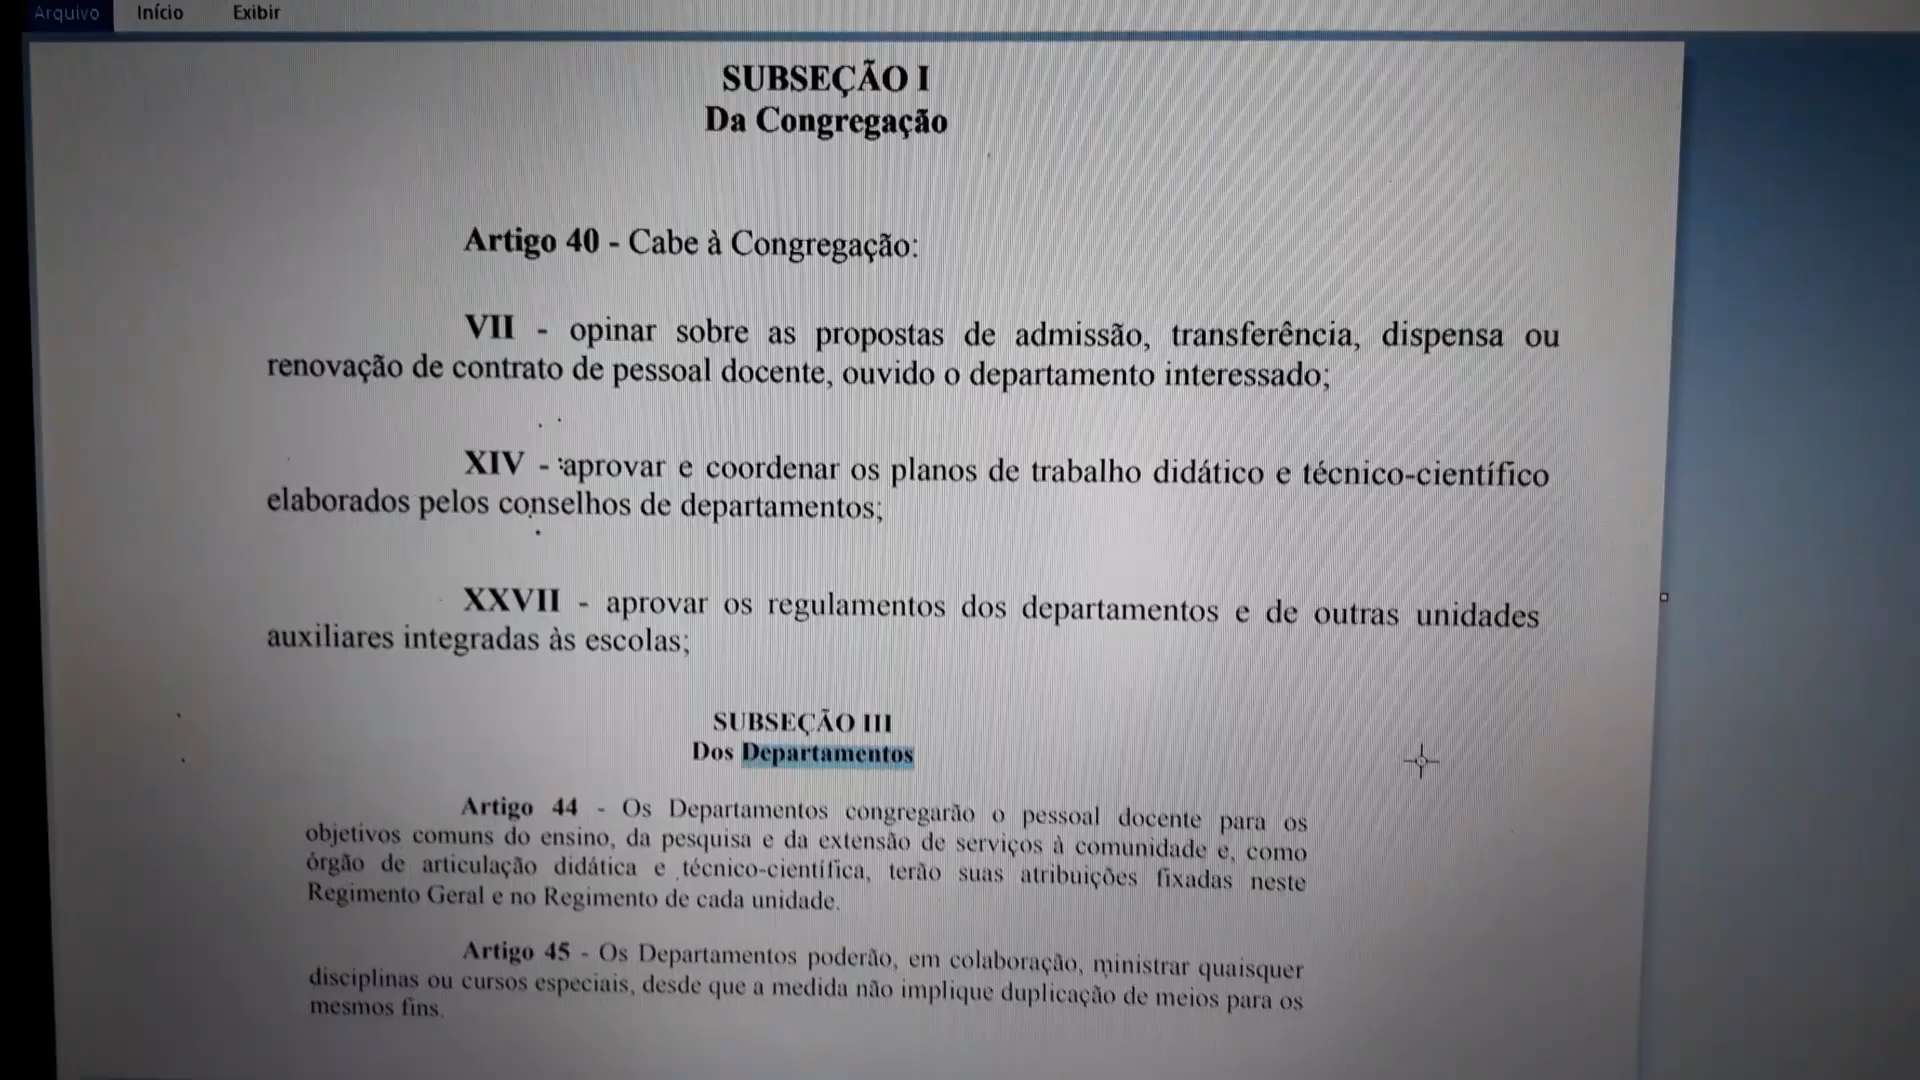 Arquivo Início Exibir
SUBSEÇÃO I
Da Congregação
Artigo 40 - Cabe à Congregação:
VII - opinar sobre as propostas de admissão, transferência, dispensa ou
renovação de contrato de pessoal docente, ouvido o departamento interessado;
XIV - aprovar e coordenar os planos de trabalho didático e técnico-científico
elaborados pelos conselhos de departamentos;
XXVII - aprovar os regulamentos dos departamentos e de outras unidades
auxiliares integradas às escolas;
SUBSEÇÃO III
Dos Departamentos
Artigo 44 - Os Departamentos congregarão o pessoal docente para os
objetivos comuns do ensino, da pesquisa e da extensão de serviços à comunidade e, como
órgão de articulação didática e técnico-científica, terão suas atribuições fixadas neste
Regimento Geral e no Regimento de cada unidade.
Artigo 45 - Os Departamentos poderão, em colaboração, ministrar quaisquer
disciplinas ou cursos especiais, desde que a medida não implique duplicação de meios para os
mesmos fins.